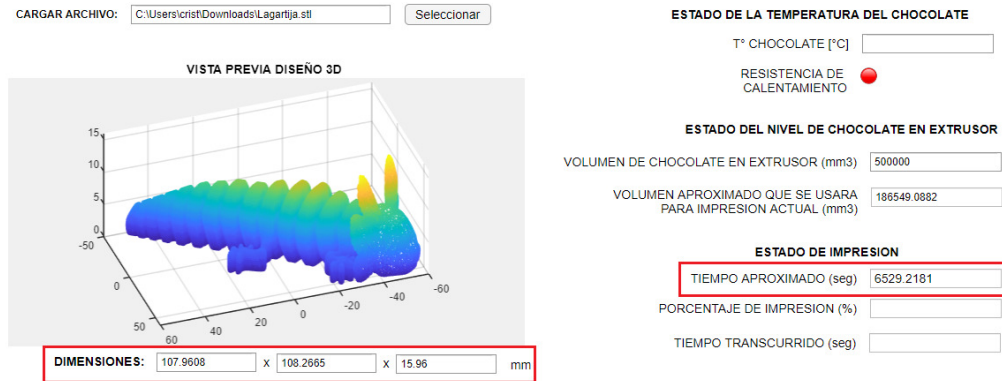 CARGAR ARCHIVO: C:\Users\crist\Downloads\Lagartija.stl Seleccionar
VISTA PREVIA DISEÑO 3D
15
10
5
0
-50
0
50
60
40
20
0
-20
-40
-60
DIMENSIONES: 107.9608 x 108.2665 x 15.96 mm
ESTADO DE LA TEMPERATURA DEL CHOCOLATE
T° CHOCOLATE [°C]
RESISTENCIA DE
CALENTAMIENTO
ESTADO DEL NIVEL DE CHOCOLATE EN EXTRUSOR
VOLUMEN DE CHOCOLATE EN EXTRUSOR (mm3) 500000
VOLUMEN APROXIMADO QUE SE USARA
PARA IMPRESION ACTUAL (mm3) 186549.0882
ESTADO DE IMPRESION
TIEMPO APROXIMADO (seg) 6529.2181
PORCENTAJE DE IMPRESION (%)
TIEMPO TRANSCURRIDO (seg)